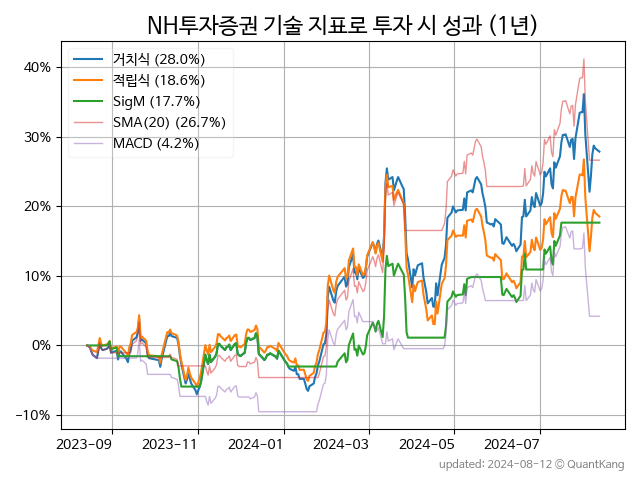 NH투자증권 기술 지표로 투자 시 성과 (1년)
거치식 (28.0%)
적립식 (18.6%)
SigM (17.7%)
SMA(20) (26.7%)
MACD (4.2%)
40%
30%
20%
10%
0%
−10%
2023-09 2023-11 2024-01 2024-03 2024-05 2024-07
updated: 2024-08-12 © QuantKang